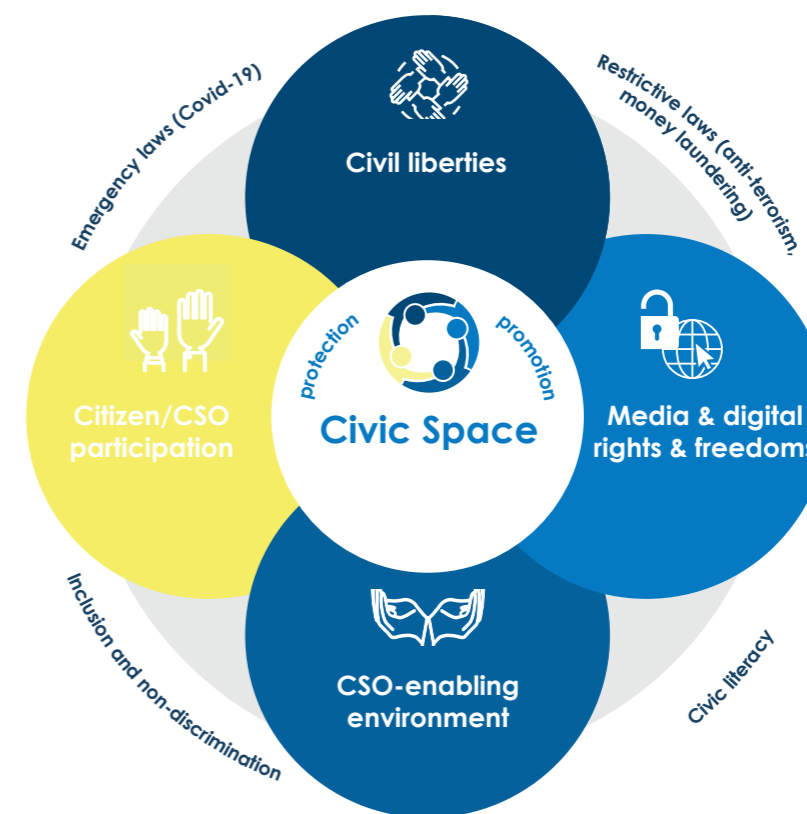 Emergency laws (Covid-19)
Restrictive laws (anti-terrorism,
money laundering)
Civil liberties
protection
promotion
Civic Space
Citizen/CSO
participation
Media & digital
rights & freedoms
CSO-enabling
environment
Inclusion and non-discrimination
Civic literacy